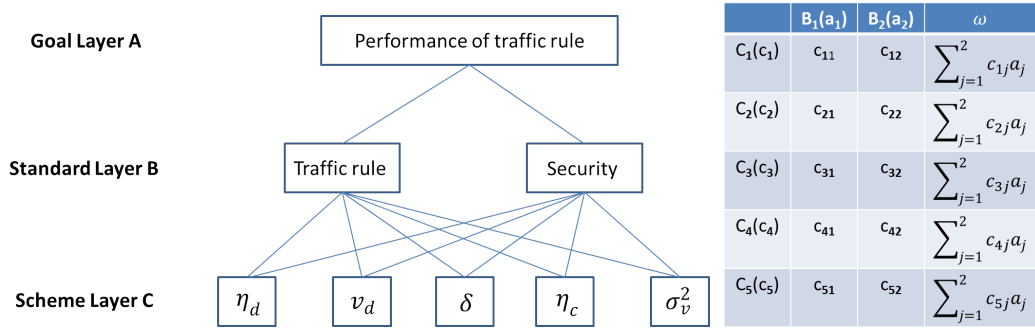 Goal Layer A
Performance of traffic rule
Standard Layer B
Traffic rule
Security
Scheme Layer C
η_d
v_d
δ
η_c
σ_v^2
B₁(a₁) B₂(a₂) ω
C₁(c₁) c₁₁ c₁₂ ∑_{j=1}^{2} c_{1j}a_j
C₂(c₂) c₂₁ c₂₂ ∑_{j=1}^{2} c_{2j}a_j
C₃(c₃) c₃₁ c₃₂ ∑_{j=1}^{2} c_{3j}a_j
C₄(c₄) c₄₁ c₄₂ ∑_{j=1}^{2} c_{4j}a_j
C₅(c₅) c₅₁ c₅₂ ∑_{j=1}^{2} c_{5j}a_j